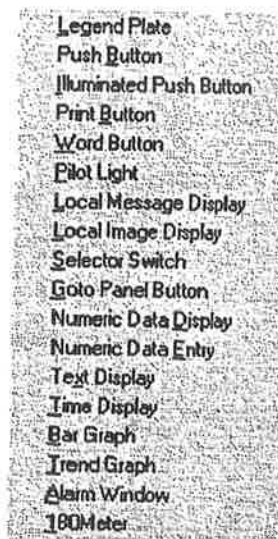 Legend Plate
Push Button
Illuminated Push Button
Print Button
Word Button
Pilot Light
Local Message Display
Local Image Display
Selector Switch
Goto Panel Button
Numeric Data Display
Numeric Data Entry
Text Display
Time Display
Bar Graph
Trend Graph
Alarm Window
180Meter